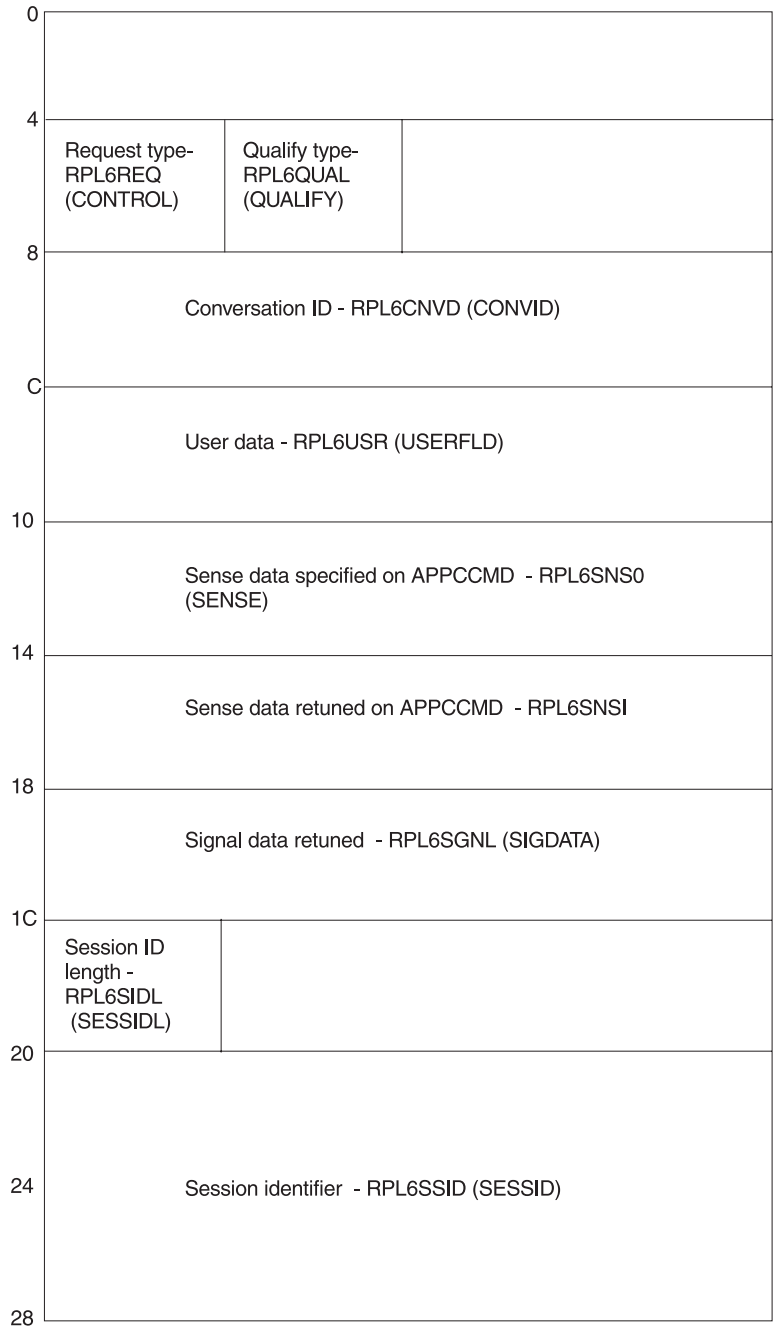 0
4
Request type-
RPL6REQ
(CONTROL)
Qualify type-
RPL6QUAL
(QUALIFY)
8
Conversation ID - RPL6CNVD (CONVID)
C
User data - RPL6USR (USERFLD)
10
Sense data specified on APPCCMD - RPL6SNS0
(SENSE)
14
Sense data retuned on APPCCMD - RPL6SNSI
18
Signal data retuned - RPL6SGNL (SIGDATA)
1C
Session ID
length -
RPL6SIDL
(SESSIDL)
20
24
Session identifier - RPL6SSID (SESSID)
28